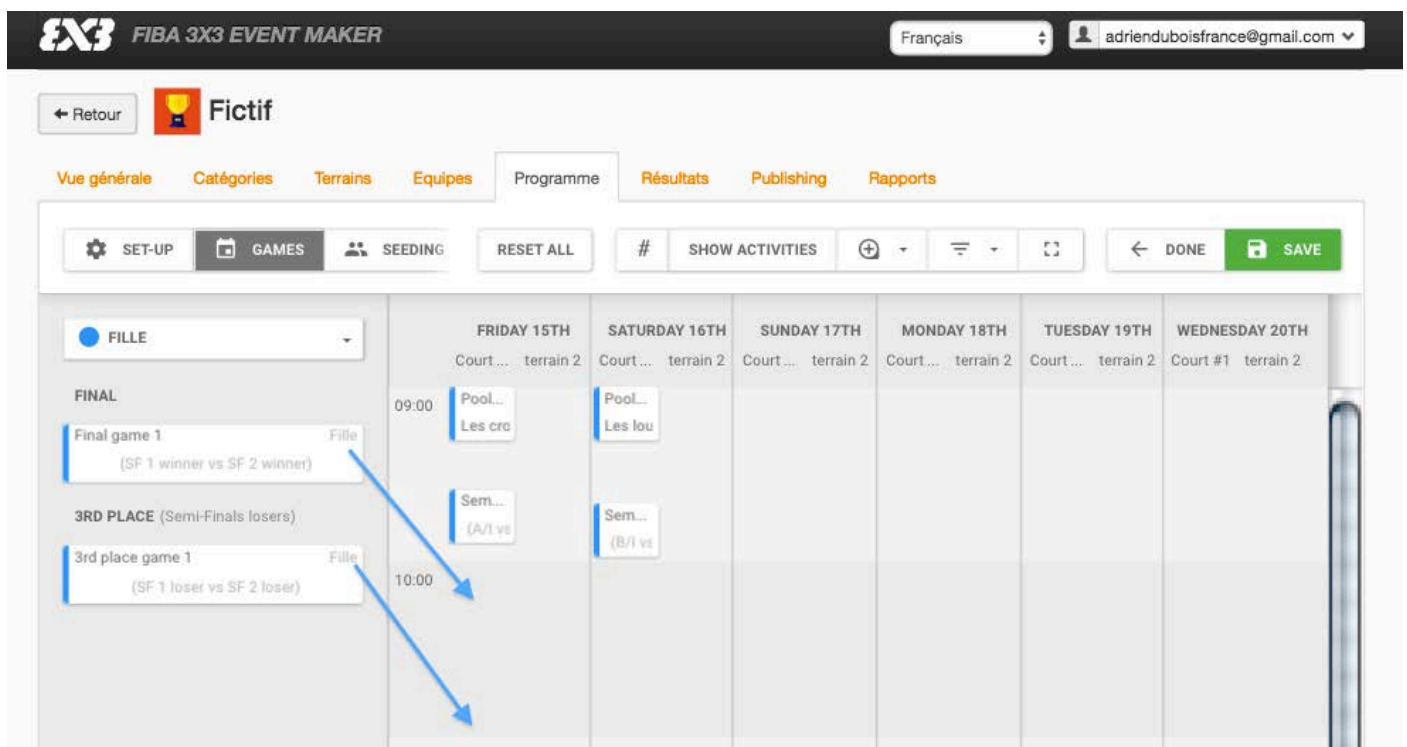 3X3 FIBA 3X3 EVENT MAKER Français adrienduboisfrance@gmail.com
Retour Fictif
Vue générale Catégories Terrains Equipes Programme Résultats Publishing Rapports
SET-UP GAMES SEEDING RESET ALL # SHOW ACTIVITIES DONE SAVE
FILLE
FRIDAY 15TH SATURDAY 16TH SUNDAY 17TH MONDAY 18TH TUESDAY 19TH WEDNESDAY 20TH
Court ... terrain 2 Court ... terrain 2 Court ... terrain 2 Court ... terrain 2 Court ... terrain 2 Court #1 terrain 2
FINAL
Final game 1 Fille
(SF 1 winner vs SF 2 winner)
3RD PLACE (Semi-Finals losers)
3rd place game 1 Fille
(SF 1 loser vs SF 2 loser)
09:00
Pool...
Les cro
Pool...
Les lou
Sem...
(A/I vs
Sem...
(B/I vs
10:00